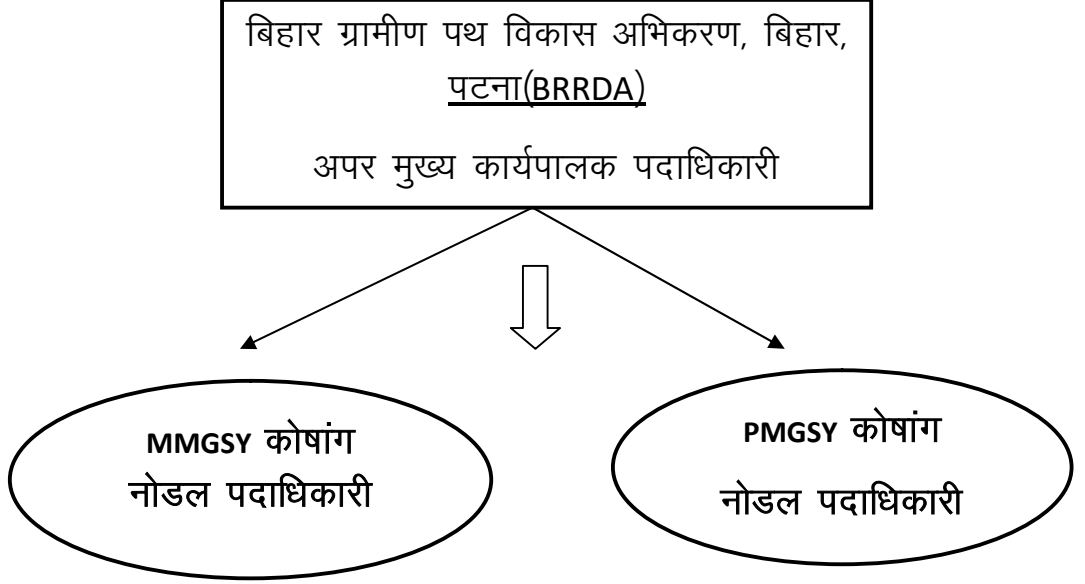 बिहार ग्रामीण पथ विकास अभिकरण, बिहार,
पटना(BRRDA)
अपर मुख्य कार्यपालक पदाधिकारी
MMGSY कोषांग
नोडल पदाधिकारी
PMGSY कोषांग
नोडल पदाधिकारी